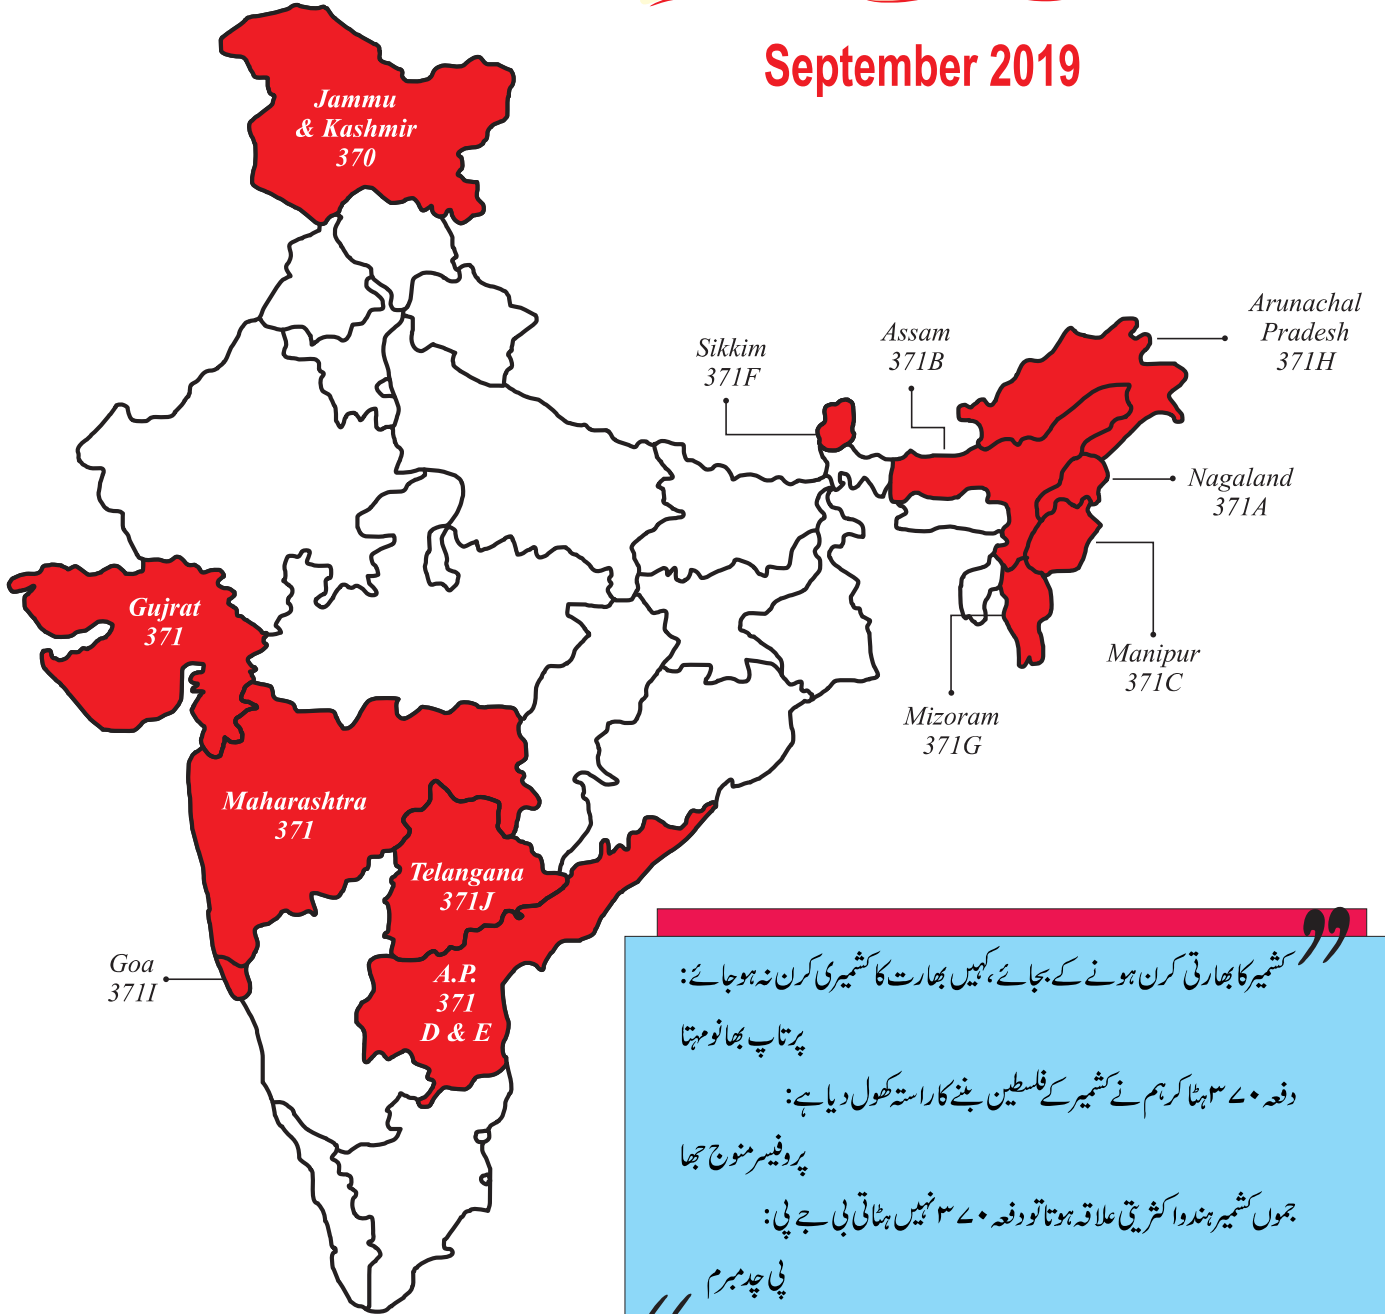 September 2019
Jammu
& Kashmir
370
Arunachal
Pradesh
371H
Assam
371B
Sikkim
371F
Nagaland
371A
Manipur
371C
Mizoram
371G
Gujrat
371
Maharashtra
371
Telangana
371J
A.P.
371
D & E
Goa
371I
”
کشمیر کا بھارتی کرن ہونے کے بجائے، کہیں بھارت کا کشمیری کرن نہ ہو جائے:
پرتاپ بھانو مہتا
دفعہ ۳۷۰ ہٹا کر ہم نے کشمیر کے فلسطین بننے کا راستہ کھول دیا ہے:
پروفیسر منوج جھا
جموں کشمیر ہندو اکثریتی علاقہ ہوتا تو دفعہ ۳۷۰ نہیں ہٹاتی بی جے پی:
پی چدمبرم
“